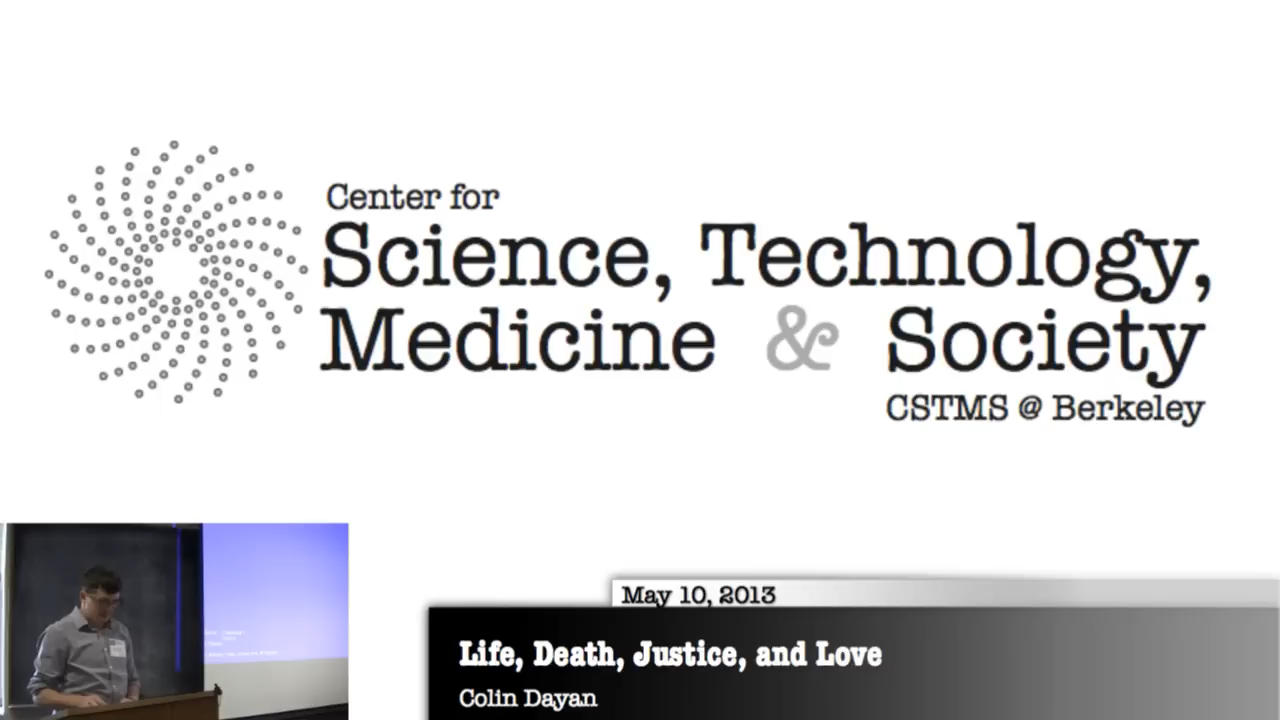 Center for
Science, Technology,
Medicine & Society
CSTMS @ Berkeley
May 10, 2013
Life, Death, Justice, and Love
Colin Dayan